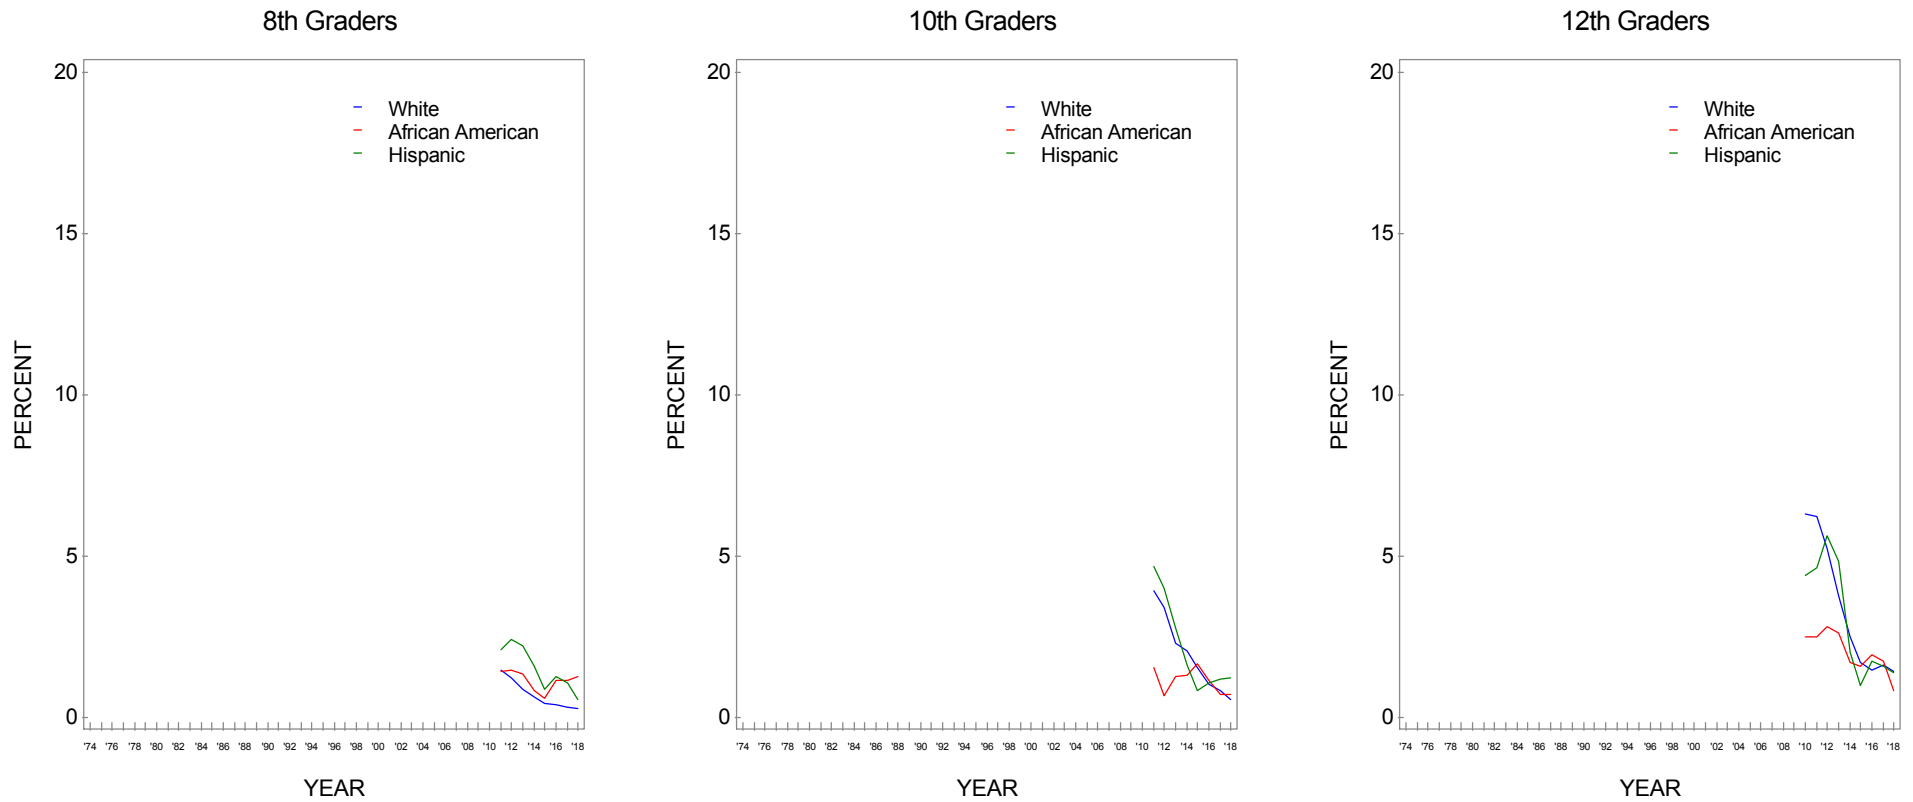 8th Graders
20
15
10
5
0
White
African American
Hispanic
PERCENT
'74 '76 '78 '80 '82 '84 '86 '88 '90 '92 '94 '96 '98 '00 '02 '04 '06 '08 '10 '12 '14 '16 '18
YEAR
10th Graders
20
15
10
5
0
White
African American
Hispanic
PERCENT
'74 '76 '78 '80 '82 '84 '86 '88 '90 '92 '94 '96 '98 '00 '02 '04 '06 '08 '10 '12 '14 '16 '18
YEAR
12th Graders
20
15
10
5
0
White
African American
Hispanic
PERCENT
'74 '76 '78 '80 '82 '84 '86 '88 '90 '92 '94 '96 '98 '00 '02 '04 '06 '08 '10 '12 '14 '16 '18
YEAR